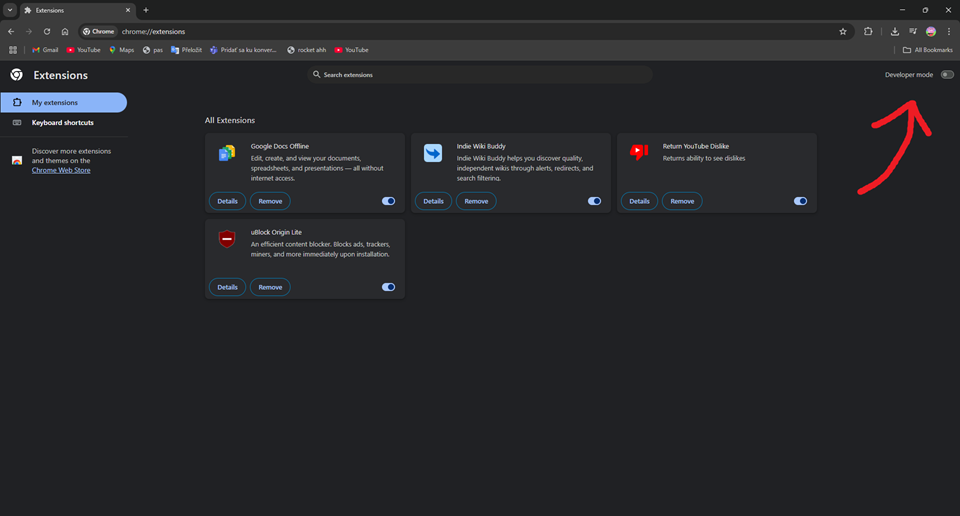 Extensions
Chrome
chrome://extensions
Gmail
YouTube
Maps
pas
Přeložit
Pridať sa ku konver...
rocket ahh
YouTube
All Bookmarks
Extensions
Search extensions
Developer mode
My extensions
Keyboard shortcuts
Discover more extensions
and themes on the
Chrome Web Store
All Extensions
Google Docs Offline
Edit, create, and view your documents,
spreadsheets, and presentations — all without
internet access.
Details
Remove
Indie Wiki Buddy
Indie Wiki Buddy helps you discover quality,
independent wikis through alerts, redirects, and
search filtering.
Details
Remove
Return YouTube Dislike
Returns ability to see dislikes
Details
Remove
uBlock Origin Lite
An efficient content blocker. Blocks ads, trackers,
miners, and more immediately upon installation.
Details
Remove